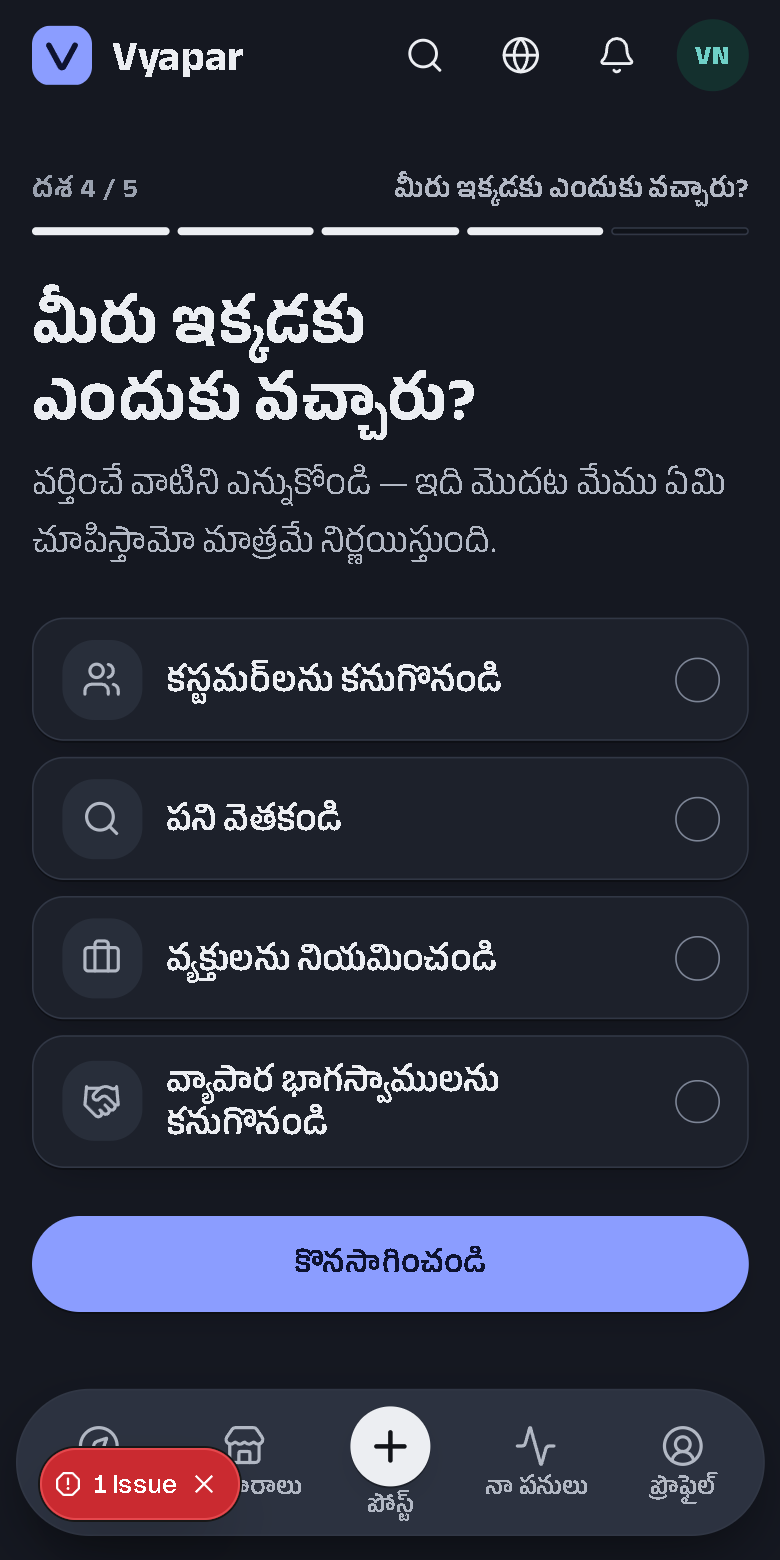 Vyapar
VN
దశ 4 / 5
మీరు ఇక్కడకు ఎందుకు వచ్చారు?
మీరు ఇక్కడకు
ఎందుకు వచ్చారు?
వర్తించే వాటిని ఎన్నుకోండి — ఇది మొదట మేము ఏమి
చూపిస్తామో మాత్రమే నిర్ణయిస్తుంది.
కస్టమర్‌లను కనుగొనండి
పని వెతకండి
వ్యక్తులను నియమించండి
వ్యాపార భాగస్వాములను
కనుగొనండి
కొనసాగించండి
1 Issue
పోస్ట్
నా పనులు
ప్రొఫైల్